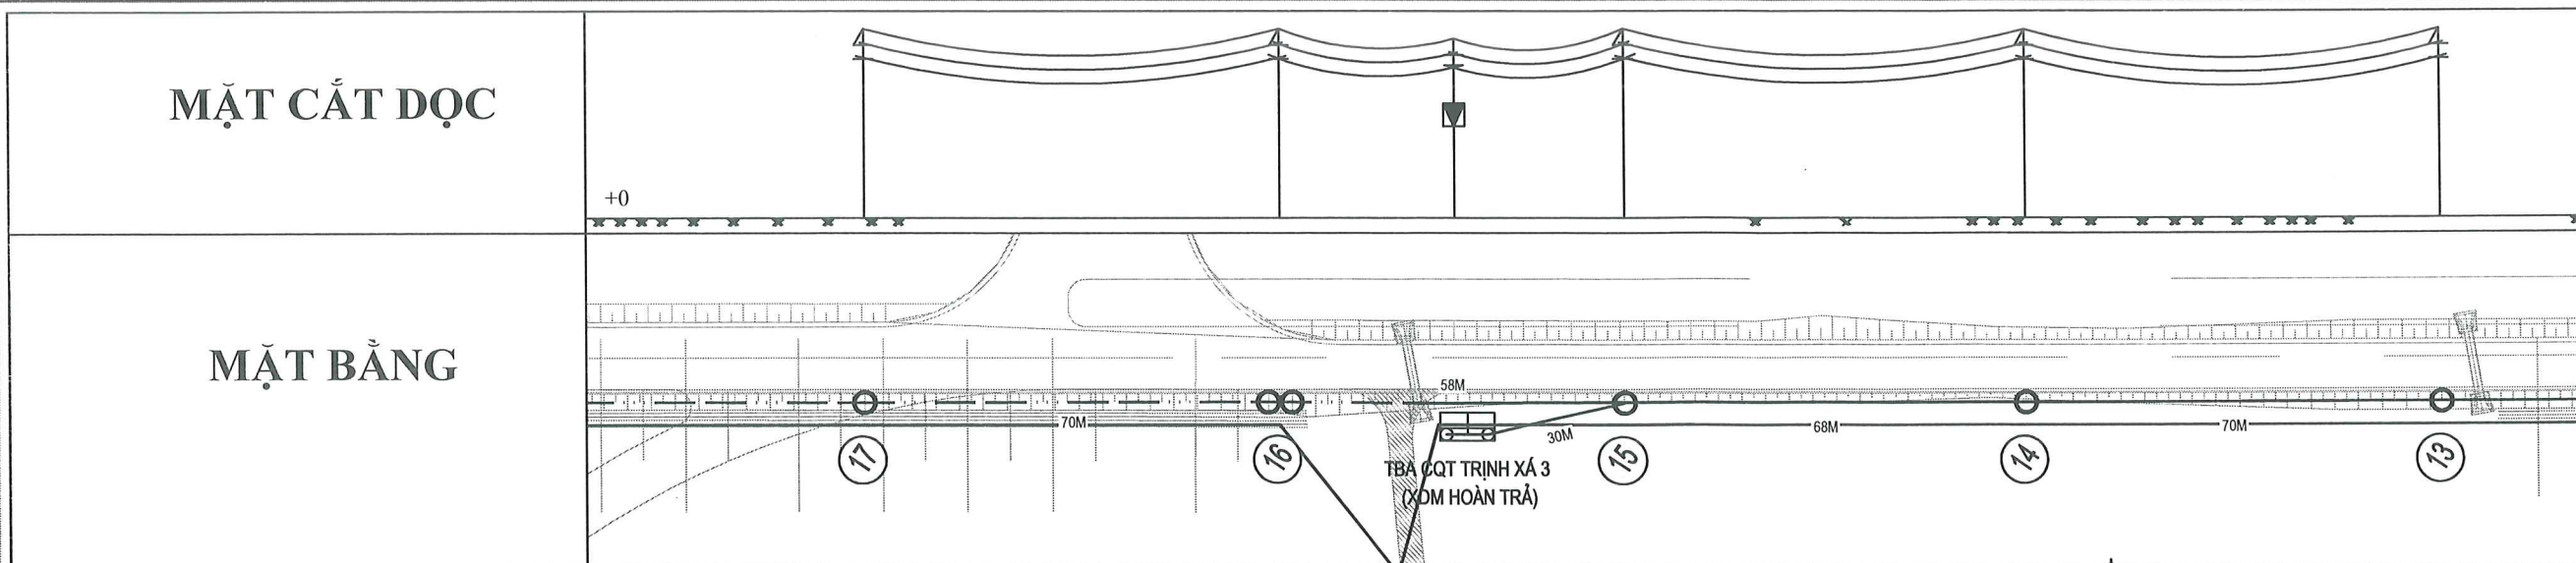 MẶT CẮT DỌC
+0
MẶT BẰNG
58M
70M
30M
68M
70M
17
16
TBA CQT TRỊNH XÁ 3
(XDM HOÀN TRẢ)
15
14
13